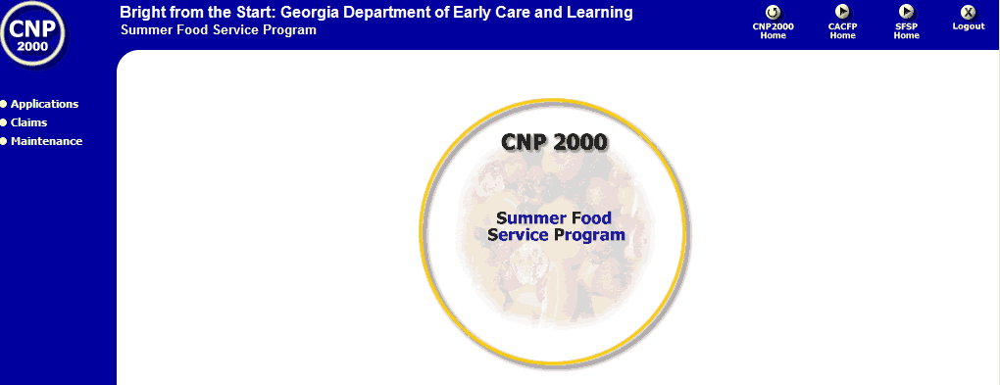 CNP
2000
Bright from the Start: Georgia Department of Early Care and Learning
Summer Food Service Program
CNP2000
Home
CACFP
Home
SFSP
Home
Logout
Applications
Claims
Maintenance
CNP 2000
Summer Food
Service Program